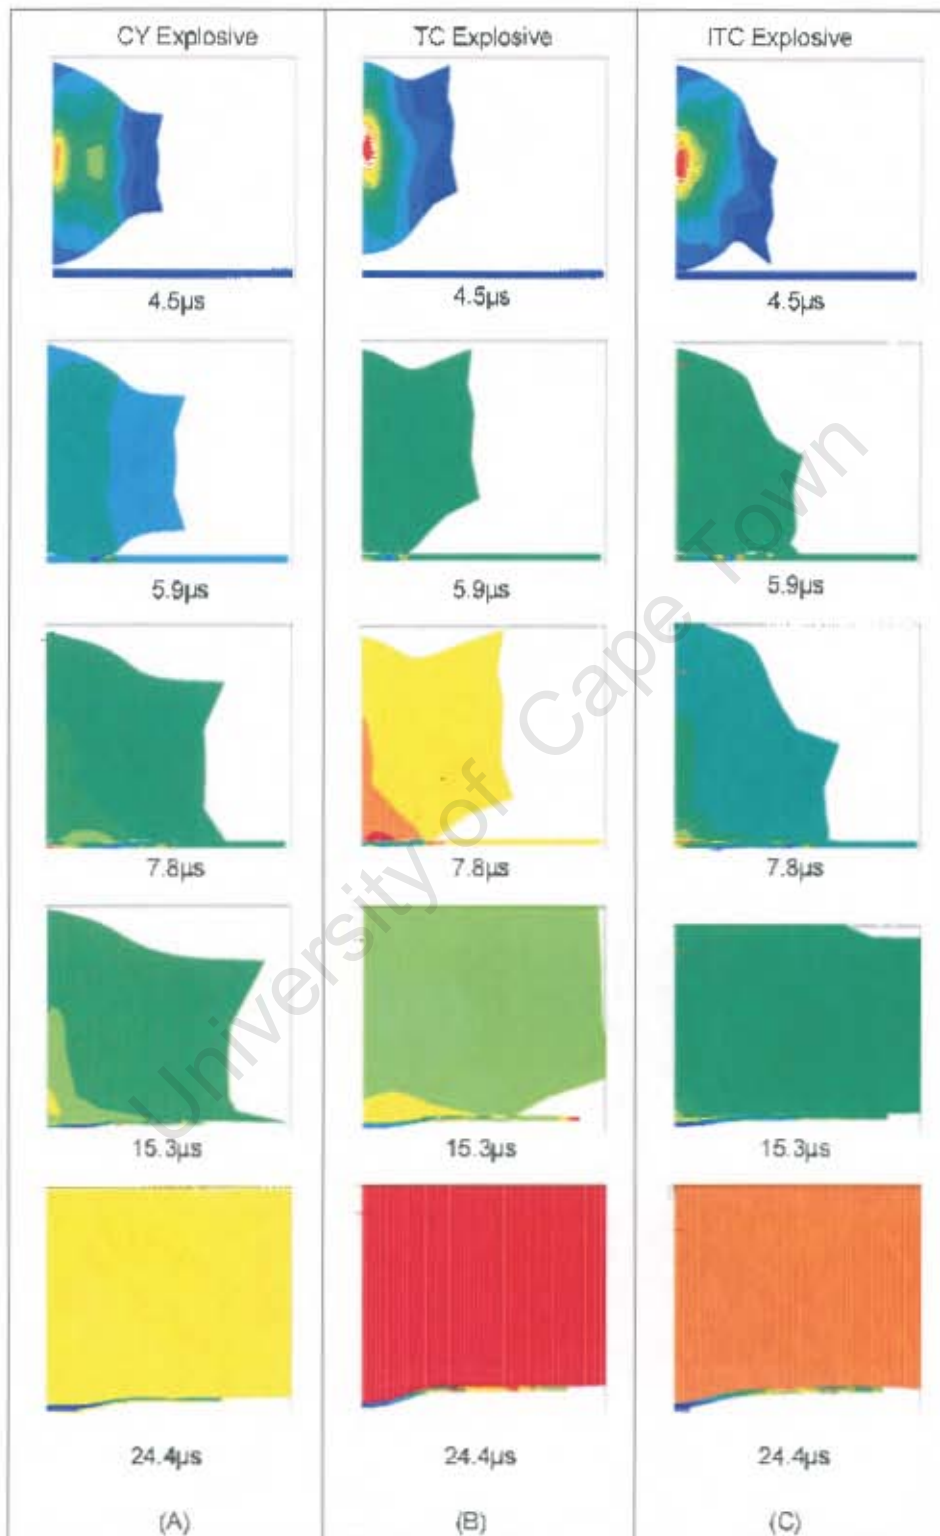 CY Explosive TC Explosive ITC Explosive
4.5µs 4.5µs 4.5µs
5.9µs 5.9µs 5.9µs
7.8µs 7.8µs 7.8µs
15.3µs 15.3µs 15.3µs
24.4µs 24.4µs 24.4µs
(A) (B) (C)
University of Cape Town